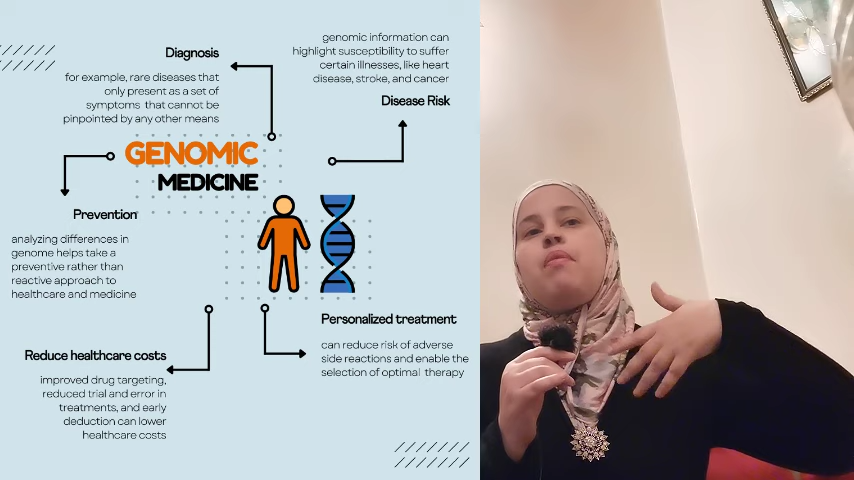 Diagnosis
for example, rare diseases that
only present as a set of
symptoms that cannot be
pinpointed by any other means
genomic information can
highlight susceptibility to suffer
certain illnesses, like heart
disease, stroke, and cancer
Disease Risk
GENOMIC
MEDICINE
Prevention
analyzing differences in
genome helps take a
preventive rather than
reactive approach to
healthcare and medicine
Personalized treatment
can reduce risk of adverse
side reactions and enable the
selection of optimal therapy
Reduce healthcare costs
improved drug targeting,
reduced trial and error in
treatments, and early
deduction can lower
healthcare costs